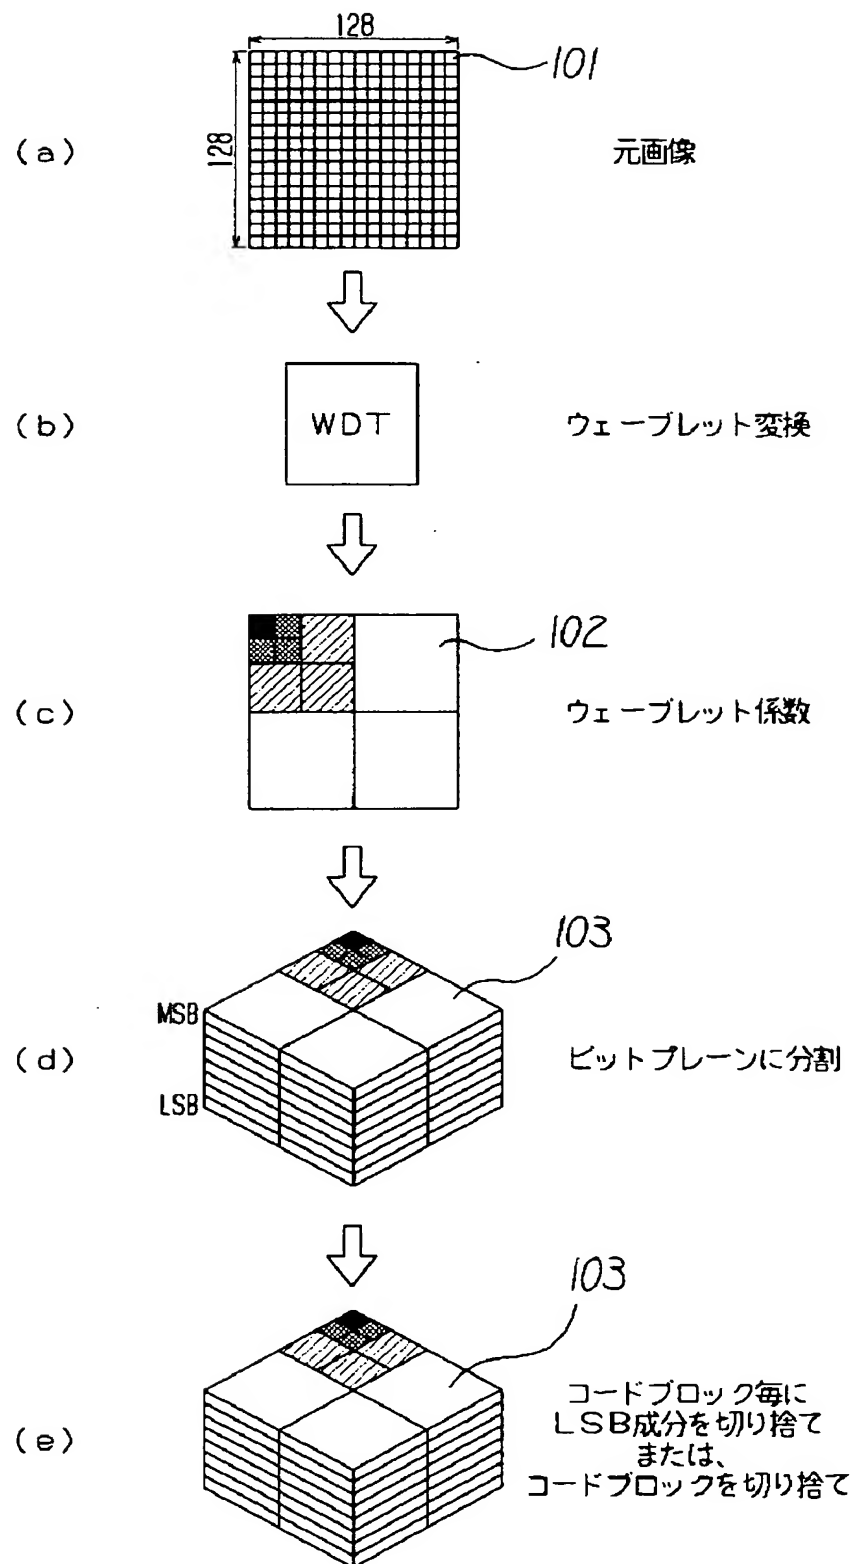 128
101
128
(a)
元画像
(b)
WDT
ウェーブレット変換
102
(c)
ウェーブレット係数
103
MSB
(d)
ビットプレーンに分割
LSB
103
コードブロック毎に
LSB成分を切り捨て
(e)
または、
コードブロックを切り捨て